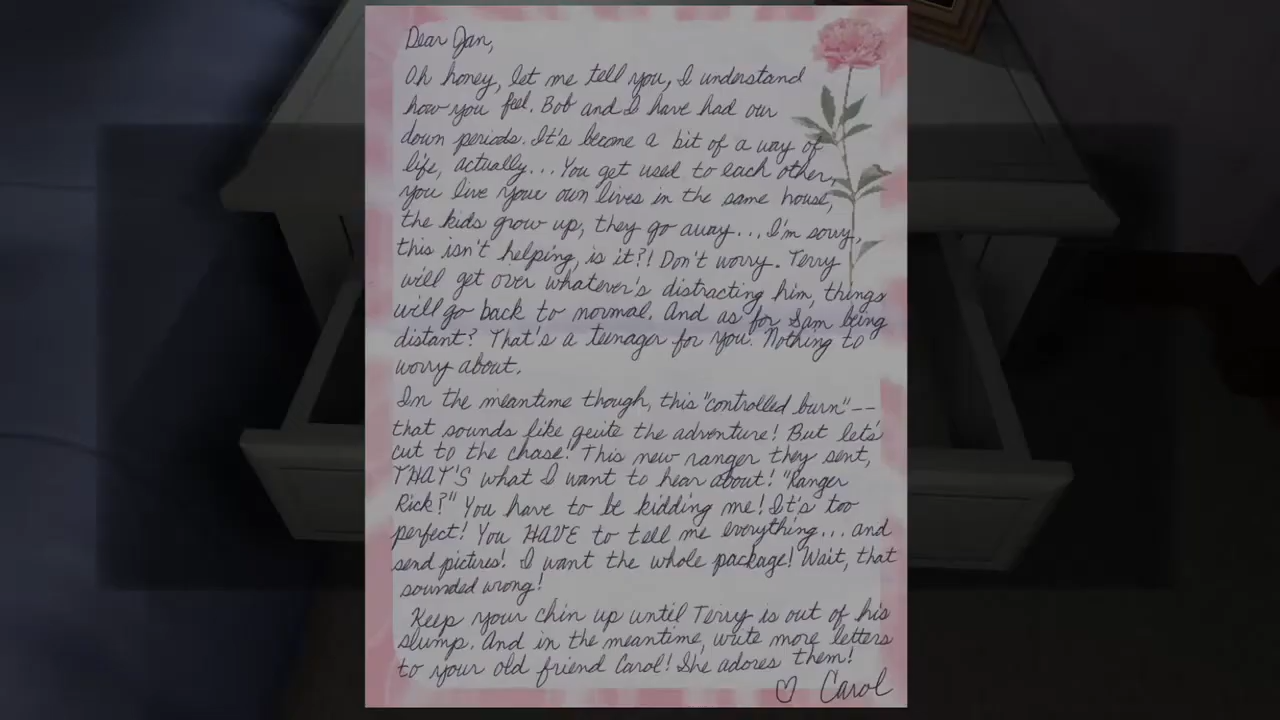 Dear Jan,
Oh honey, let me tell you, I understand
how you feel. Bob and I have had our
down periods. It's become a bit of a way of
life, actually... You get used to each other,
you live your own lives in the same house,
the kids grow up, they go away... I'm sorry,
this isn't helping, is it?! Don't worry. Terry
will get over whatever's distracting him, things
will go back to normal. And as for Sam being
distant? That's a teenager for you. Nothing to
worry about.
In the meantime though, this "controlled burn"--
that sounds like quite the adventure! But let's
cut to the chase! This new ranger they sent,
THAT'S what I want to hear about! "Ranger
Rick?" You have to be kidding me! It's too
perfect! You HAVE to tell me everything... and
send pictures! I want the whole package! Wait, that
sounded wrong!
Keep your chin up until Terry is out of his
slump. And in the meantime, write more letters
to your old friend Carol! She adores them!
♡ Carol